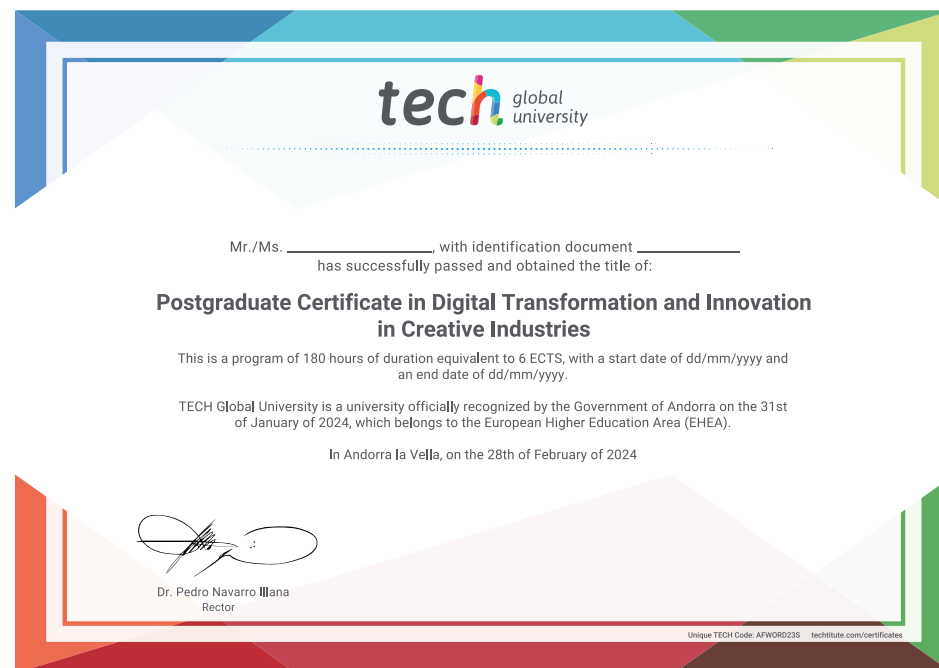 tech global
university
Mr./Ms. ________________, with identification document ____________
has successfully passed and obtained the title of:
Postgraduate Certificate in Digital Transformation and Innovation
in Creative Industries
This is a program of 180 hours of duration equivalent to 6 ECTS, with a start date of dd/mm/yyyy and
an end date of dd/mm/yyyy.
TECH Global University is a university officially recognized by the Government of Andorra on the 31st
of January of 2024, which belongs to the European Higher Education Area (EHEA).
In Andorra la Vella, on the 28th of February of 2024
Dr. Pedro Navarro Illana
Rector
Unique TECH Code: AFWORD23S techtitute.com/certificates